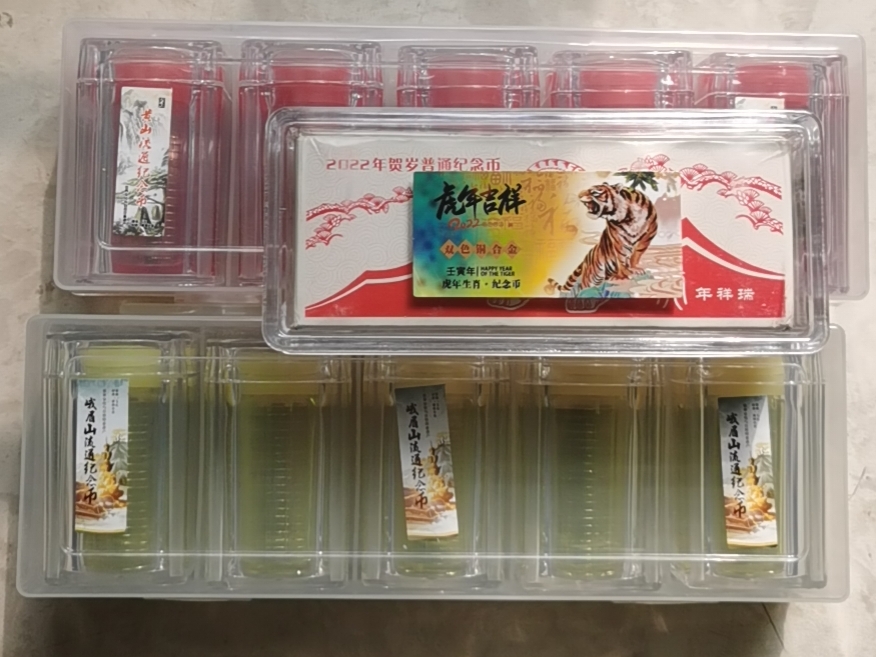 黄山流通纪念币
2022年贺岁普通纪念币
虎年吉祥
2022
双色铜合金
壬寅年 HAPPY YEAR
OF THE TIGER
虎年生肖·纪念币
年祥瑞
峨眉山流通纪念币
峨眉山流通纪念币
峨眉山流通纪念币